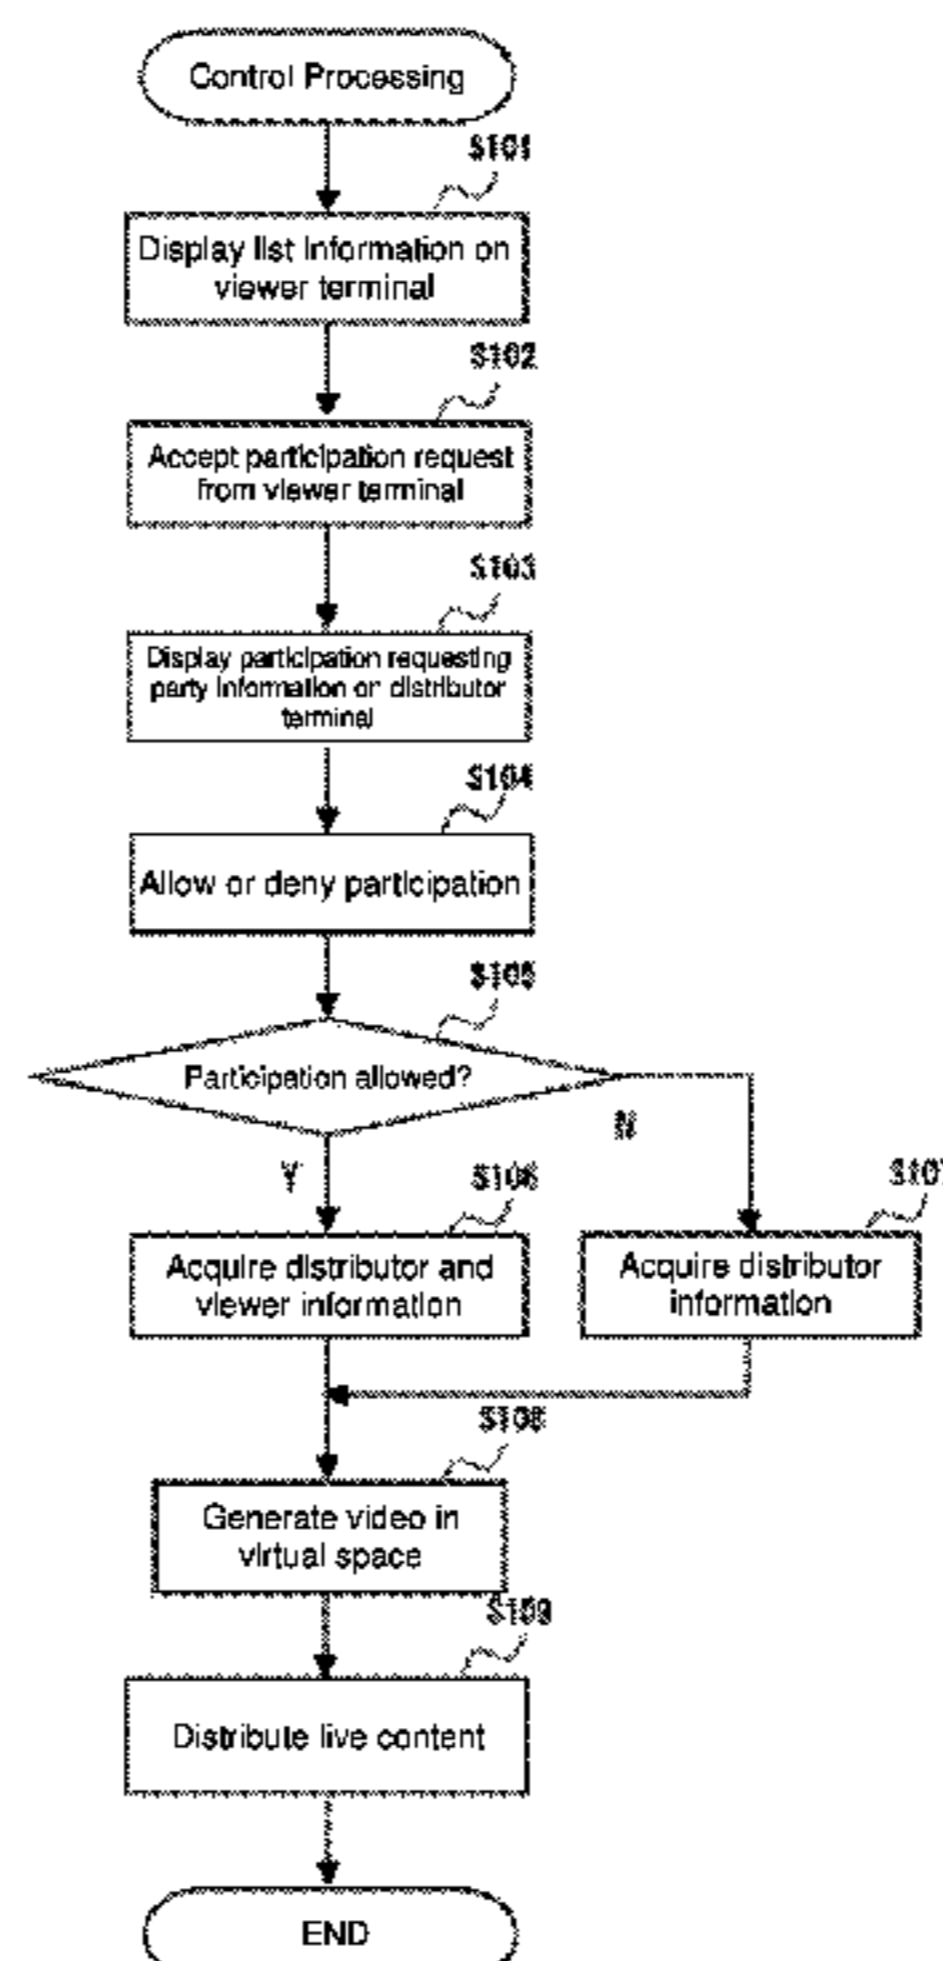 Control Processing
S101
Display list information on
viewer terminal
S102
Accept participation request
from viewer terminal
S103
Display participation requesting
party information on distributor
terminal
S104
Allow or deny participation
S105
Participation allowed?
N
Y
S106
S107
Acquire distributor and
viewer information
Acquire distributor
information
S108
Generate video in
virtual space
S109
Distribute live content
END